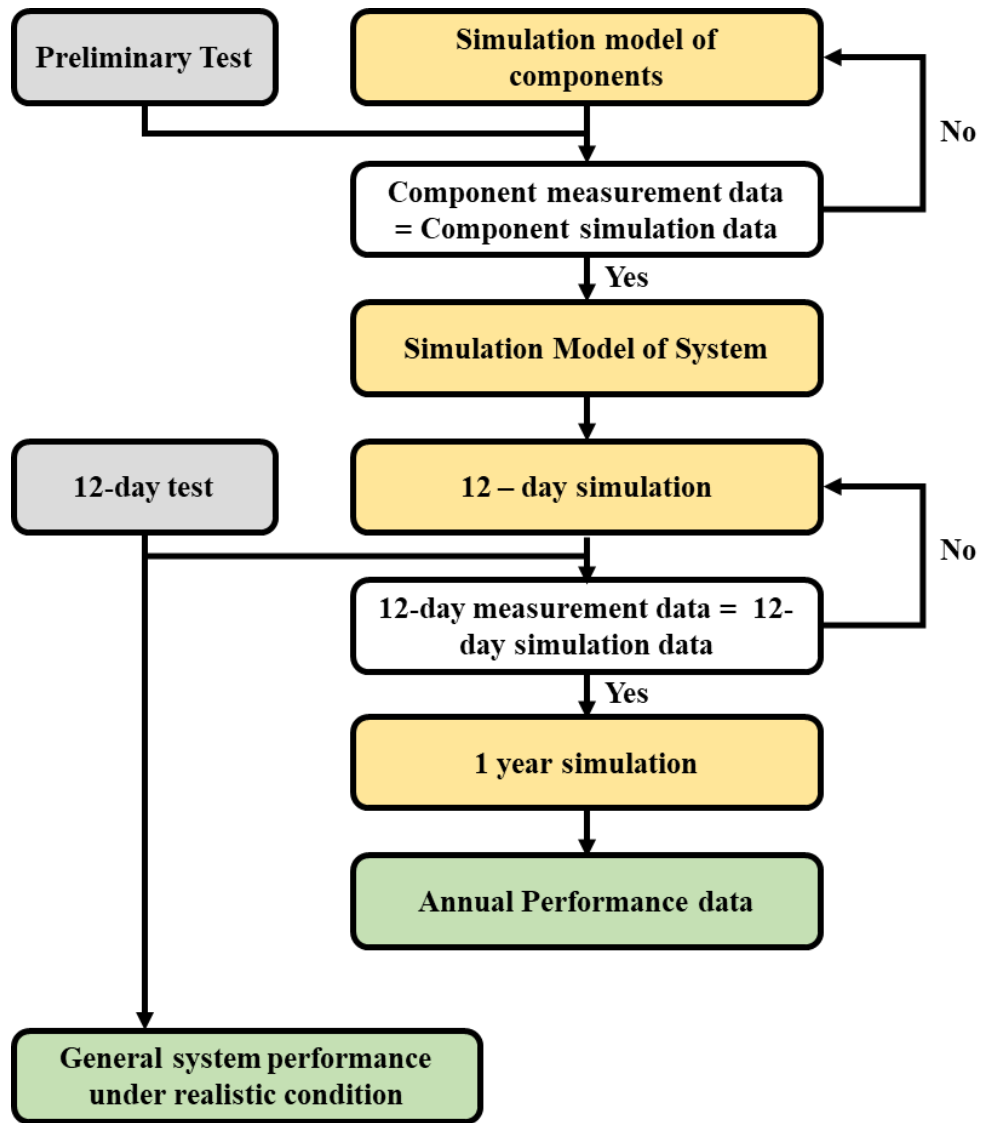 Preliminary Test
Simulation model of
components
No
Component measurement data
= Component simulation data
Yes
Simulation Model of System
12-day test
12 – day simulation
No
12-day measurement data =  12-
day simulation data
Yes
1 year simulation
Annual Performance data
General system performance
under realistic condition